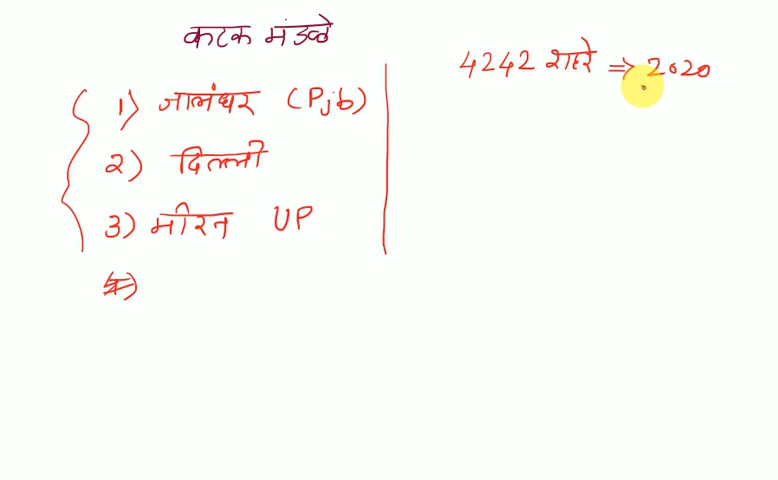 कटक मंडळे
1) जालंधर (Pjb)
2) दिल्ली
3) मीरत UP
4242 शहरे ⇒ 2020